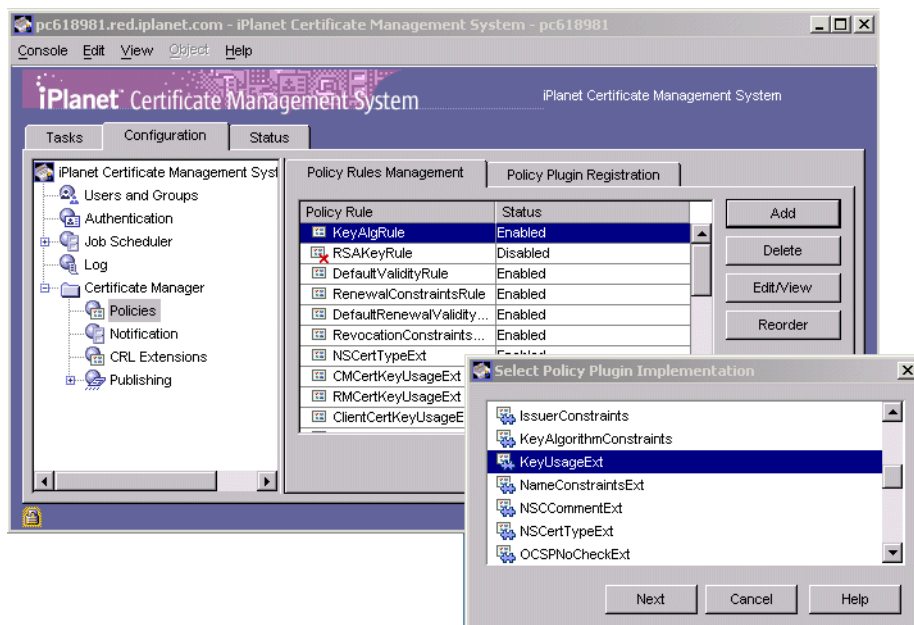 pc618981.red.iplanet.com - iPlanet Certificate Management System - pc618981
Console Edit View Object Help
iPlanet Certificate Management System
iPlanet Certificate Management System
Tasks Configuration Status
iPlanet Certificate Management Syst
Users and Groups
Authentication
Job Scheduler
Log
Certificate Manager
Policies
Notification
CRL Extensions
Publishing
Policy Rules Management Policy Plugin Registration
Policy Rule Status
KeyAlgRule Enabled
RSAKeyRule Disabled
DefaultValidityRule Enabled
RenewalConstraintsRule Enabled
DefaultRenewalValidity... Enabled
RevocationConstraints... Enabled
NSCertTypeExt Enabled
CMCertKeyUsageExt
RMCertKeyUsageExt
ClientCertKeyUsageE
Add
Delete
Edit/View
Reorder
Select Policy Plugin Implementation
IssuerConstraints
KeyAlgorithmConstraints
KeyUsageExt
NameConstraintsExt
NSCCommentExt
NSCertTypeExt
OCSPNoCheckExt
Next Cancel Help